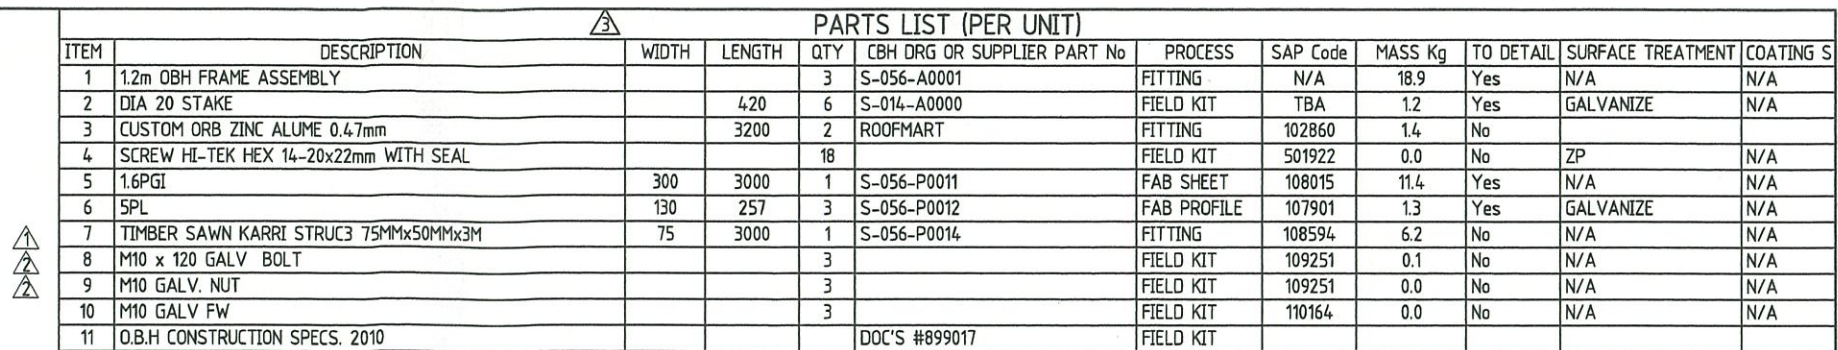 3 PARTS LIST (PER UNIT)
ITEM DESCRIPTION WIDTH LENGTH QTY CBH DRG OR SUPPLIER PART No PROCESS SAP Code MASS Kg TO DETAIL SURFACE TREATMENT COATING S
1 1.2m OBH FRAME ASSEMBLY 3 S-056-A0001 FITTING N/A 18.9 Yes N/A N/A
2 DIA 20 STAKE 420 6 S-014-A0000 FIELD KIT TBA 1.2 Yes GALVANIZE N/A
3 CUSTOM ORB ZINC ALUME 0.47mm 3200 2 ROOFMART FITTING 102860 1.4 No
4 SCREW HI-TEK HEX 14-20x22mm WITH SEAL 18 FIELD KIT 501922 0.0 No ZP N/A
5 1.6PGI 300 3000 1 S-056-P0011 FAB SHEET 108015 11.4 Yes N/A N/A
6 5PL 130 257 3 S-056-P0012 FAB PROFILE 107901 1.3 Yes GALVANIZE N/A
1 7 TIMBER SAWN KARRI STRUC3 75MMx50MMx3M 75 3000 1 S-056-P0014 FITTING 108594 6.2 No N/A N/A
2 8 M10 x 120 GALV BOLT 3 FIELD KIT 109251 0.1 No N/A N/A
2 9 M10 GALV. NUT 3 FIELD KIT 109251 0.0 No N/A N/A
10 M10 GALV FW 3 FIELD KIT 110164 0.0 No N/A N/A
11 O.B.H CONSTRUCTION SPECS. 2010 DOC'S #899017 FIELD KIT